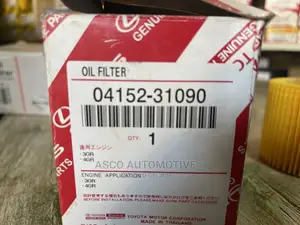 GENUINE
PARTS
OIL FILTER
04152-31090
QTY.
1
適用エンジン
・3GR
・4GR
ASCO AUTOMOTIVE
ENGINE APPLICATION
・3GR
・4GR
TOYOTA MOTOR CORPORATION
MADE IN THAILAND